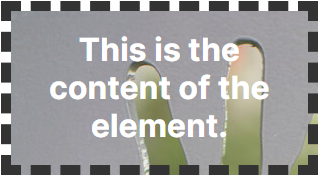 This is the
content of the
element.